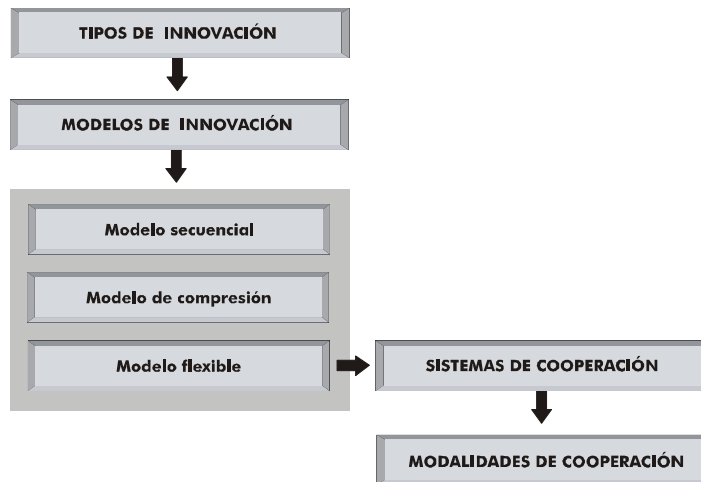 TIPOS DE INNOVACIÓN
MODELOS DE INNOVACIÓN
Modelo secuencial
Modelo de compresión
Modelo flexible
SISTEMAS DE COOPERACIÓN
MODALIDADES DE COOPERACIÓN